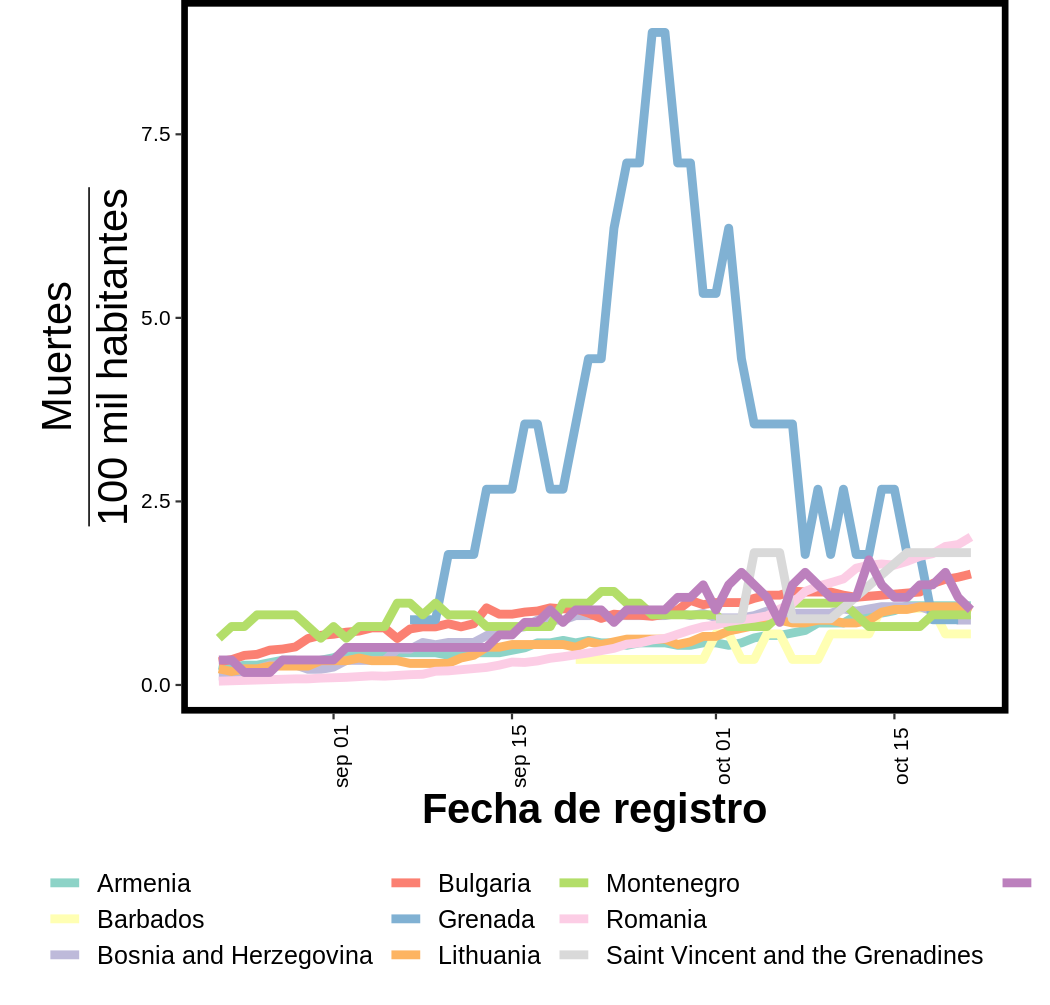 Muertes
100 mil habitantes
7.5
5.0
2.5
0.0
sep 01
sep 15
oct 01
oct 15
Fecha de registro
Armenia
Bulgaria
Montenegro
Barbados
Grenada
Romania
Bosnia and Herzegovina
Lithuania
Saint Vincent and the Grenadines